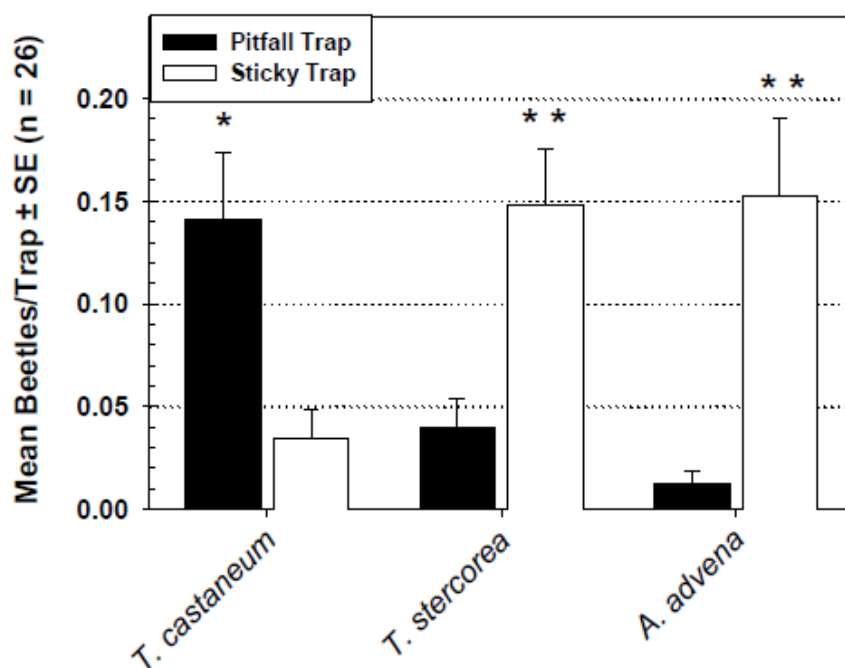 Pitfall Trap
Sticky Trap
Mean Beetles/Trap ± SE (n = 26)
0.20
0.15
0.10
0.05
0.00
*
**
**
T. castaneum
T. stercorea
A. advena